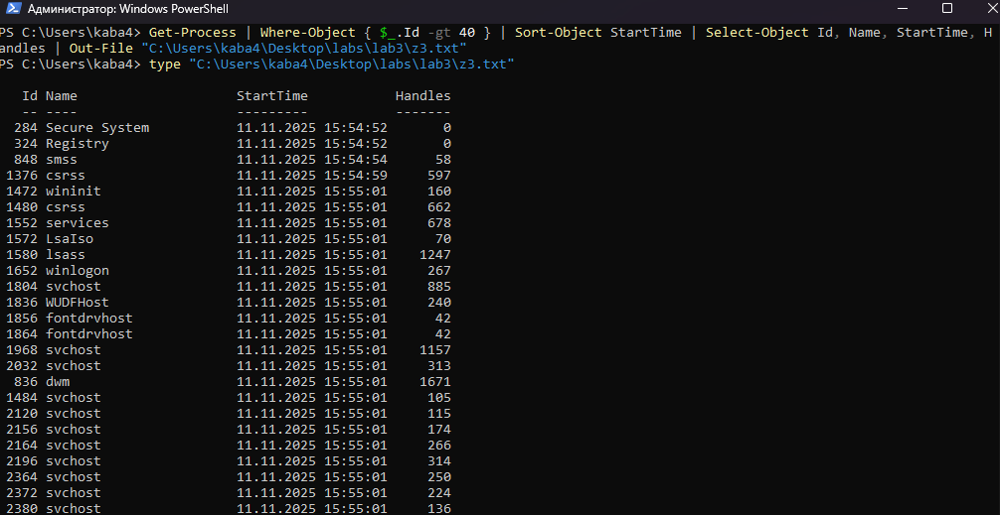 Администратор: Windows PowerShell
PS C:\Users\kaba4> Get-Process | Where-Object { $_.Id -gt 40 } | Sort-Object StartTime | Select-Object Id, Name, StartTime, H
andles | Out-File "C:\Users\kaba4\Desktop\labs\lab3\z3.txt"
PS C:\Users\kaba4> type "C:\Users\kaba4\Desktop\labs\lab3\z3.txt"
Id Name StartTime Handles
-- ---- --------- -------
284 Secure System 11.11.2025 15:54:52 0
324 Registry 11.11.2025 15:54:52 0
848 smss 11.11.2025 15:54:54 58
1376 csrss 11.11.2025 15:54:59 597
1472 wininit 11.11.2025 15:55:01 160
1480 csrss 11.11.2025 15:55:01 662
1552 services 11.11.2025 15:55:01 678
1572 LsaIso 11.11.2025 15:55:01 70
1580 lsass 11.11.2025 15:55:01 1247
1652 winlogon 11.11.2025 15:55:01 267
1804 svchost 11.11.2025 15:55:01 885
1836 WUDFHost 11.11.2025 15:55:01 240
1856 fontdrvhost 11.11.2025 15:55:01 42
1864 fontdrvhost 11.11.2025 15:55:01 42
1968 svchost 11.11.2025 15:55:01 1157
2032 svchost 11.11.2025 15:55:01 313
836 dwm 11.11.2025 15:55:01 1671
1484 svchost 11.11.2025 15:55:01 105
2120 svchost 11.11.2025 15:55:01 115
2156 svchost 11.11.2025 15:55:01 174
2164 svchost 11.11.2025 15:55:01 266
2196 svchost 11.11.2025 15:55:01 314
2364 svchost 11.11.2025 15:55:01 250
2372 svchost 11.11.2025 15:55:01 224
2380 svchost 11.11.2025 15:55:01 136